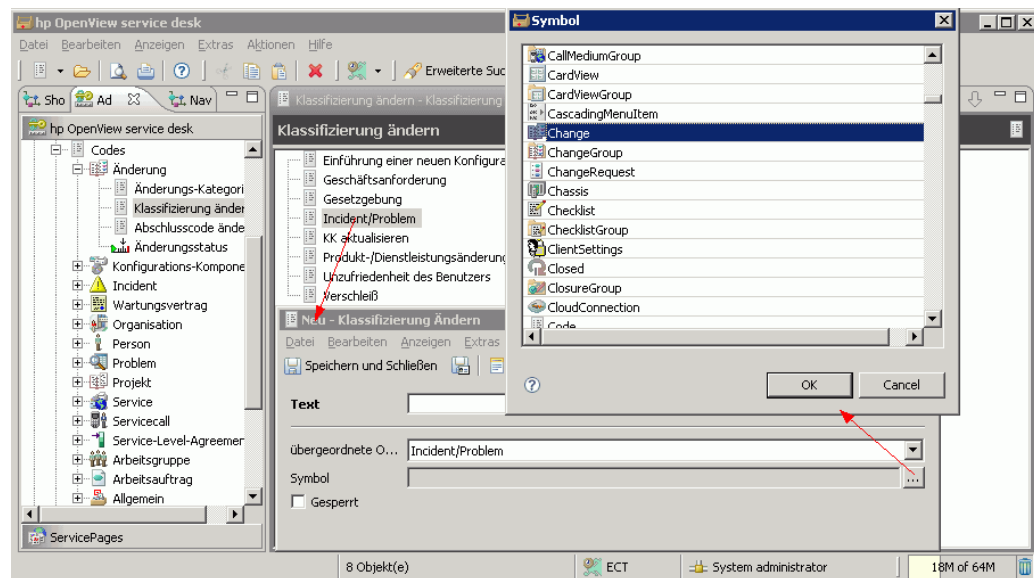 hp OpenView service desk
Datei Bearbeiten Anzeigen Extras Aktionen Hilfe
Erweiterte Suc
Sho
Ad
Nav
hp OpenView service desk
Codes
Änderung
Änderungs-Kategori
Klassifizierung änder
Abschlusscode ände
Änderungsstatus
Konfigurations-Kompone
Incident
Wartungsvertrag
Organisation
Person
Problem
Projekt
Service
Servicecall
Service-Level-Agreemer
Arbeitsgruppe
Arbeitsauftrag
Allgemein
ServicePages
Klassifizierung ändern - Klassifizierung
Klassifizierung ändern
Einführung einer neuen Konfigura
Geschäftsanforderung
Gesetzgebung
Incident/Problem
KK aktualisieren
Produkt-/Dienstleistungsänderung
Unzufriedenheit des Benutzers
Verschleiß
Neu - Klassifizierung Ändern
Datei Bearbeiten Anzeigen Extras
Speichern und Schließen
Text
übergeordnete O... Incident/Problem
Symbol ...
Gesperrt
Symbol
CallMediumGroup
CardView
CardViewGroup
CascadingMenuItem
Change
ChangeGroup
ChangeRequest
Chassis
Checklist
ChecklistGroup
ClientSettings
Closed
ClosureGroup
CloudConnection
Code
OK Cancel
8 Objekt(e) ECT System administrator 18M of 64M